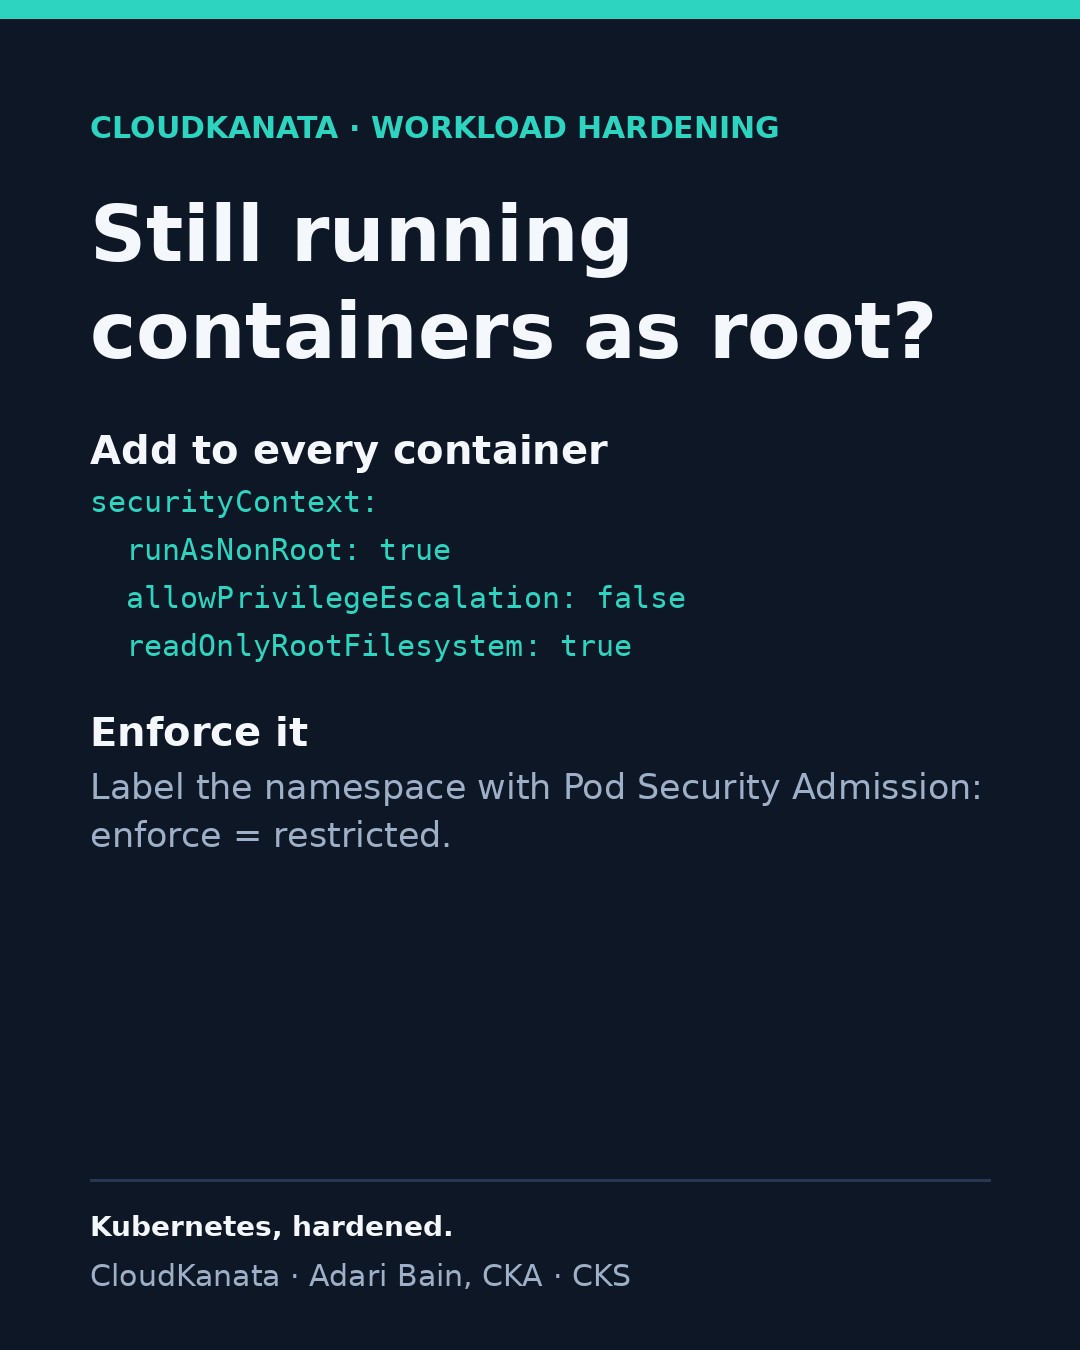 CLOUDKANATA · WORKLOAD HARDENING
Still running
containers as root?
Add to every container
securityContext:
  runAsNonRoot: true
  allowPrivilegeEscalation: false
  readOnlyRootFilesystem: true
Enforce it
Label the namespace with Pod Security Admission:
enforce = restricted.
Kubernetes, hardened.
CloudKanata · Adari Bain, CKA · CKS